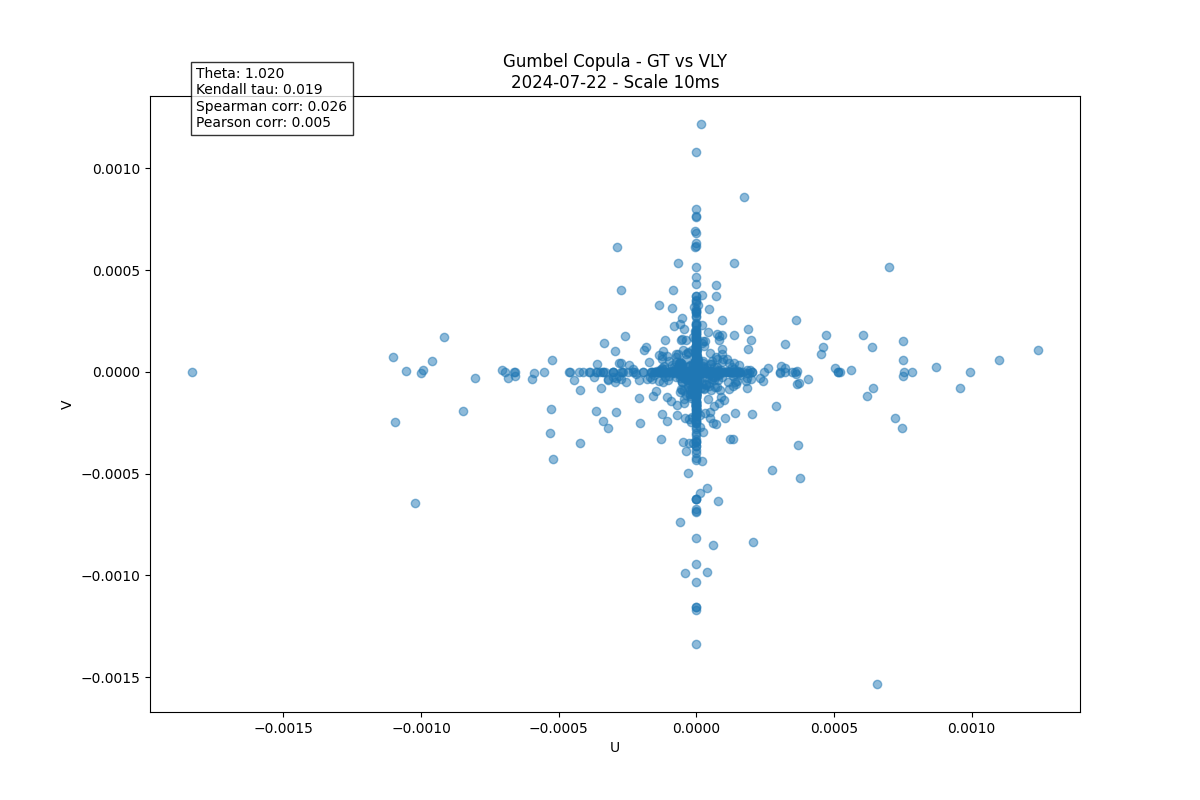 Gumbel Copula - GT vs VLY
2024-07-22 - Scale 10ms
Theta: 1.020
Kendall tau: 0.019
Spearman corr: 0.026
Pearson corr: 0.005
0.0010
0.0005
0.0000
−0.0005
−0.0010
−0.0015
V
−0.0015
−0.0010
−0.0005
0.0000
0.0005
0.0010
U